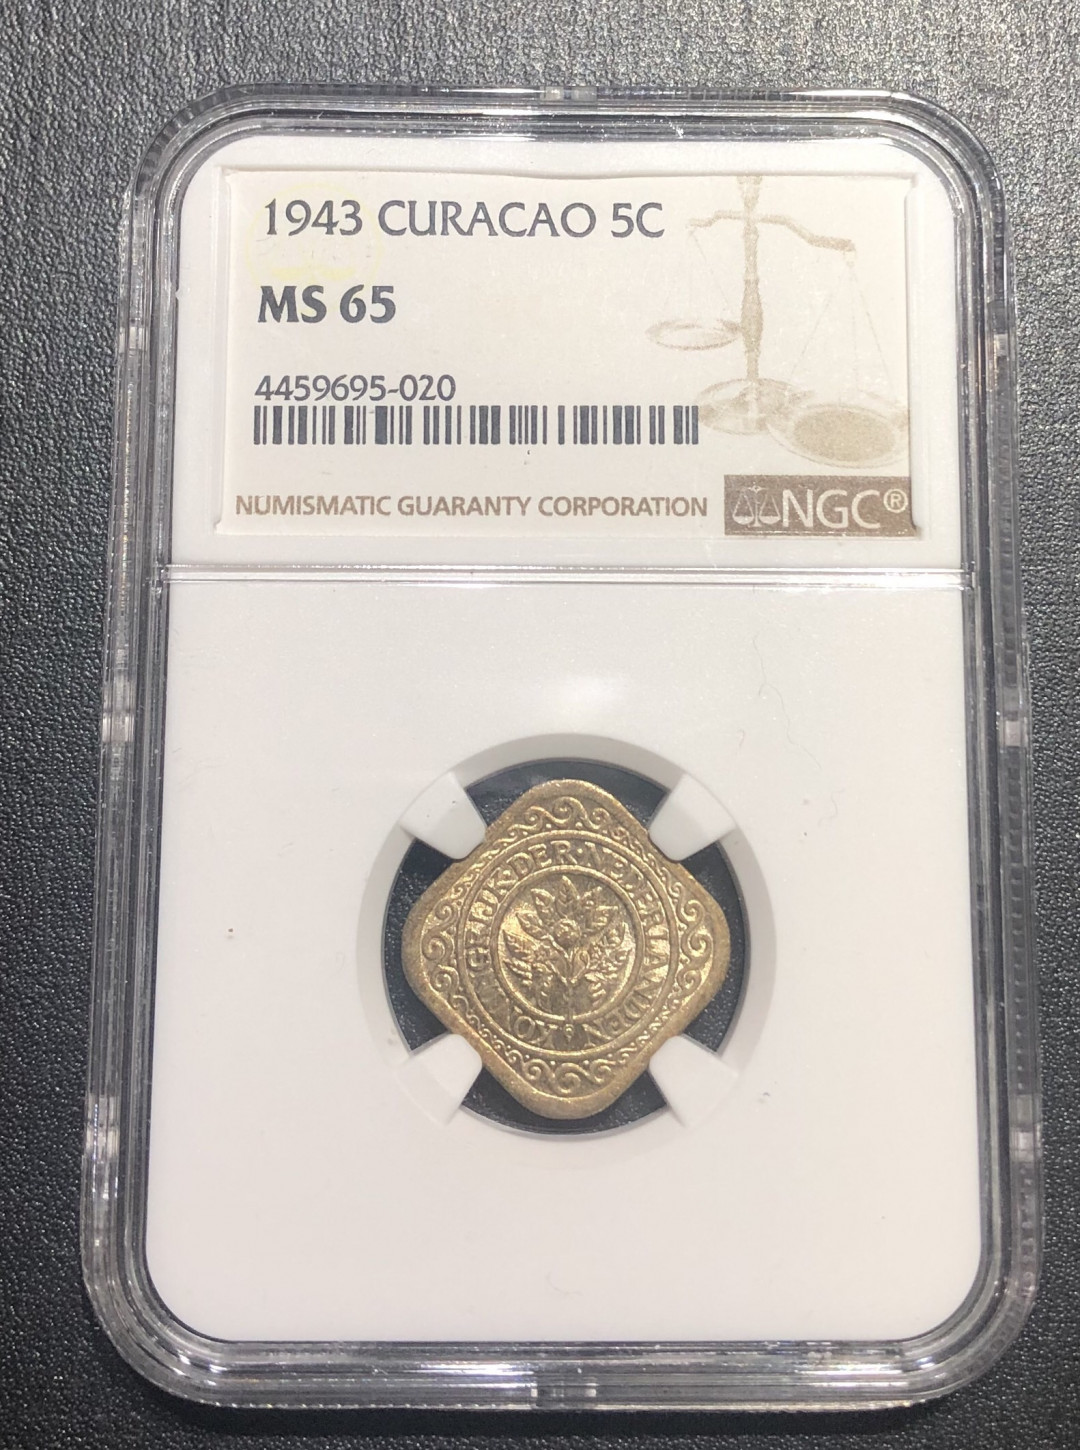 1943 CURACAO 5C
MS 65
4459695-020
NUMISMATIC GUARANTY CORPORATION
NGC®
KONINKRIJK·DER·NEDERLANDEN